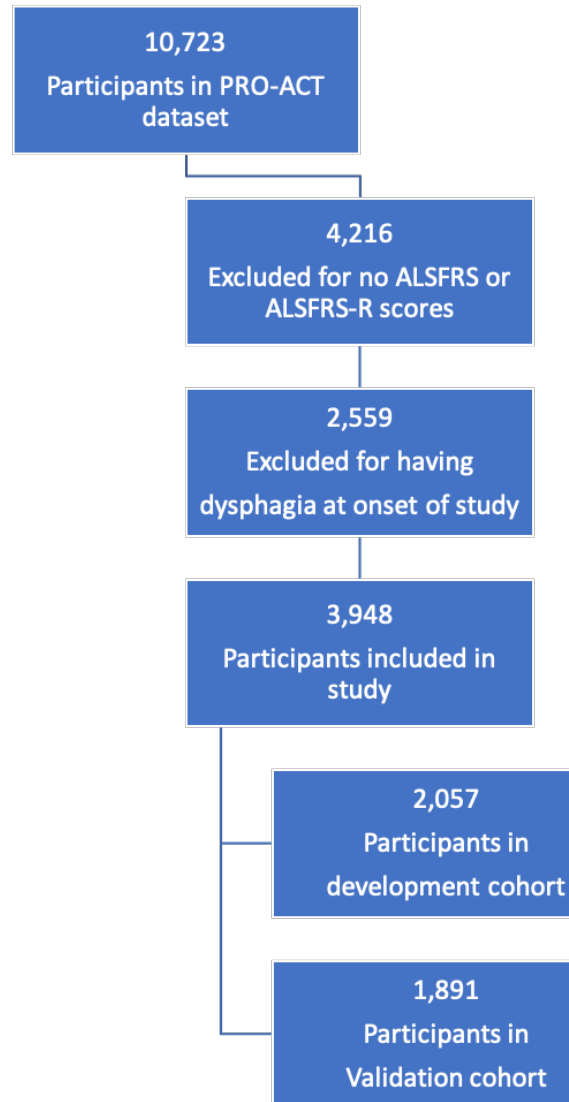 10,723
Participants in PRO-ACT
dataset
4,216
Excluded for no ALSFRS or
ALSFRS-R scores
2,559
Excluded for having
dysphagia at onset of study
3,948
Participants included in
study
2,057
Participants in
development cohort
1,891
Participants in
Validation cohort